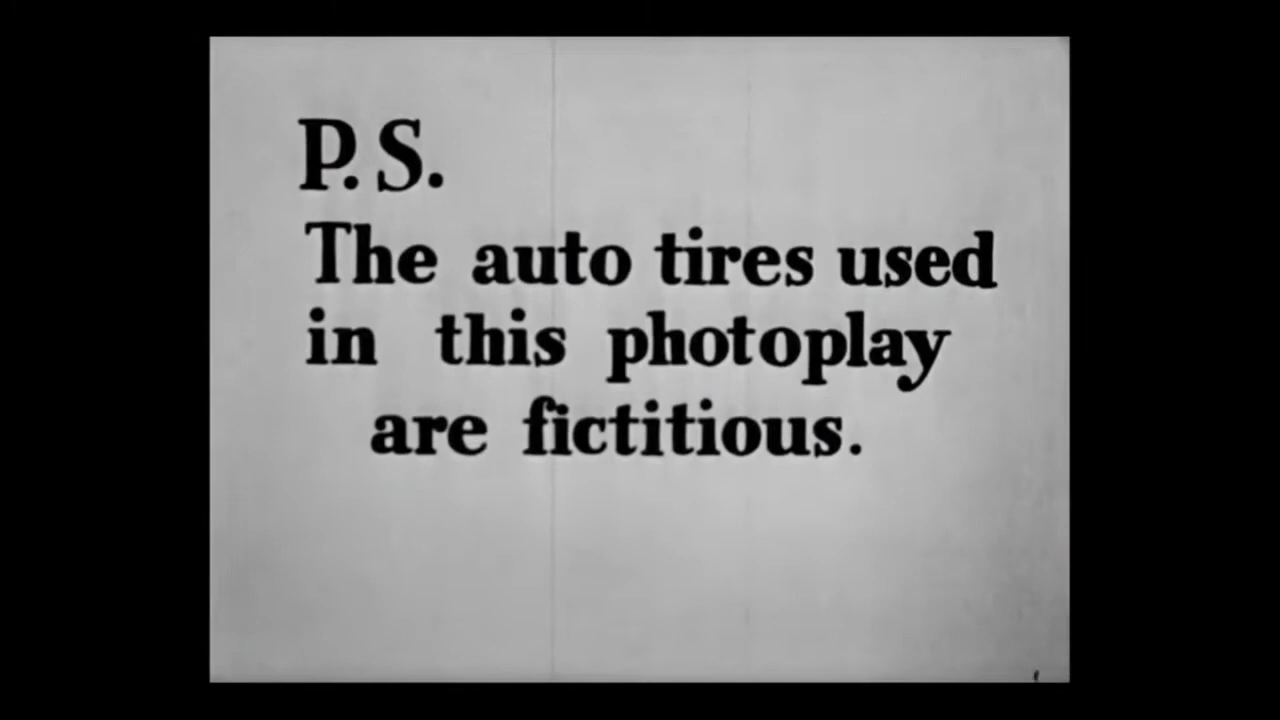 P.S.
The auto tires used
in this photoplay
are fictitious.